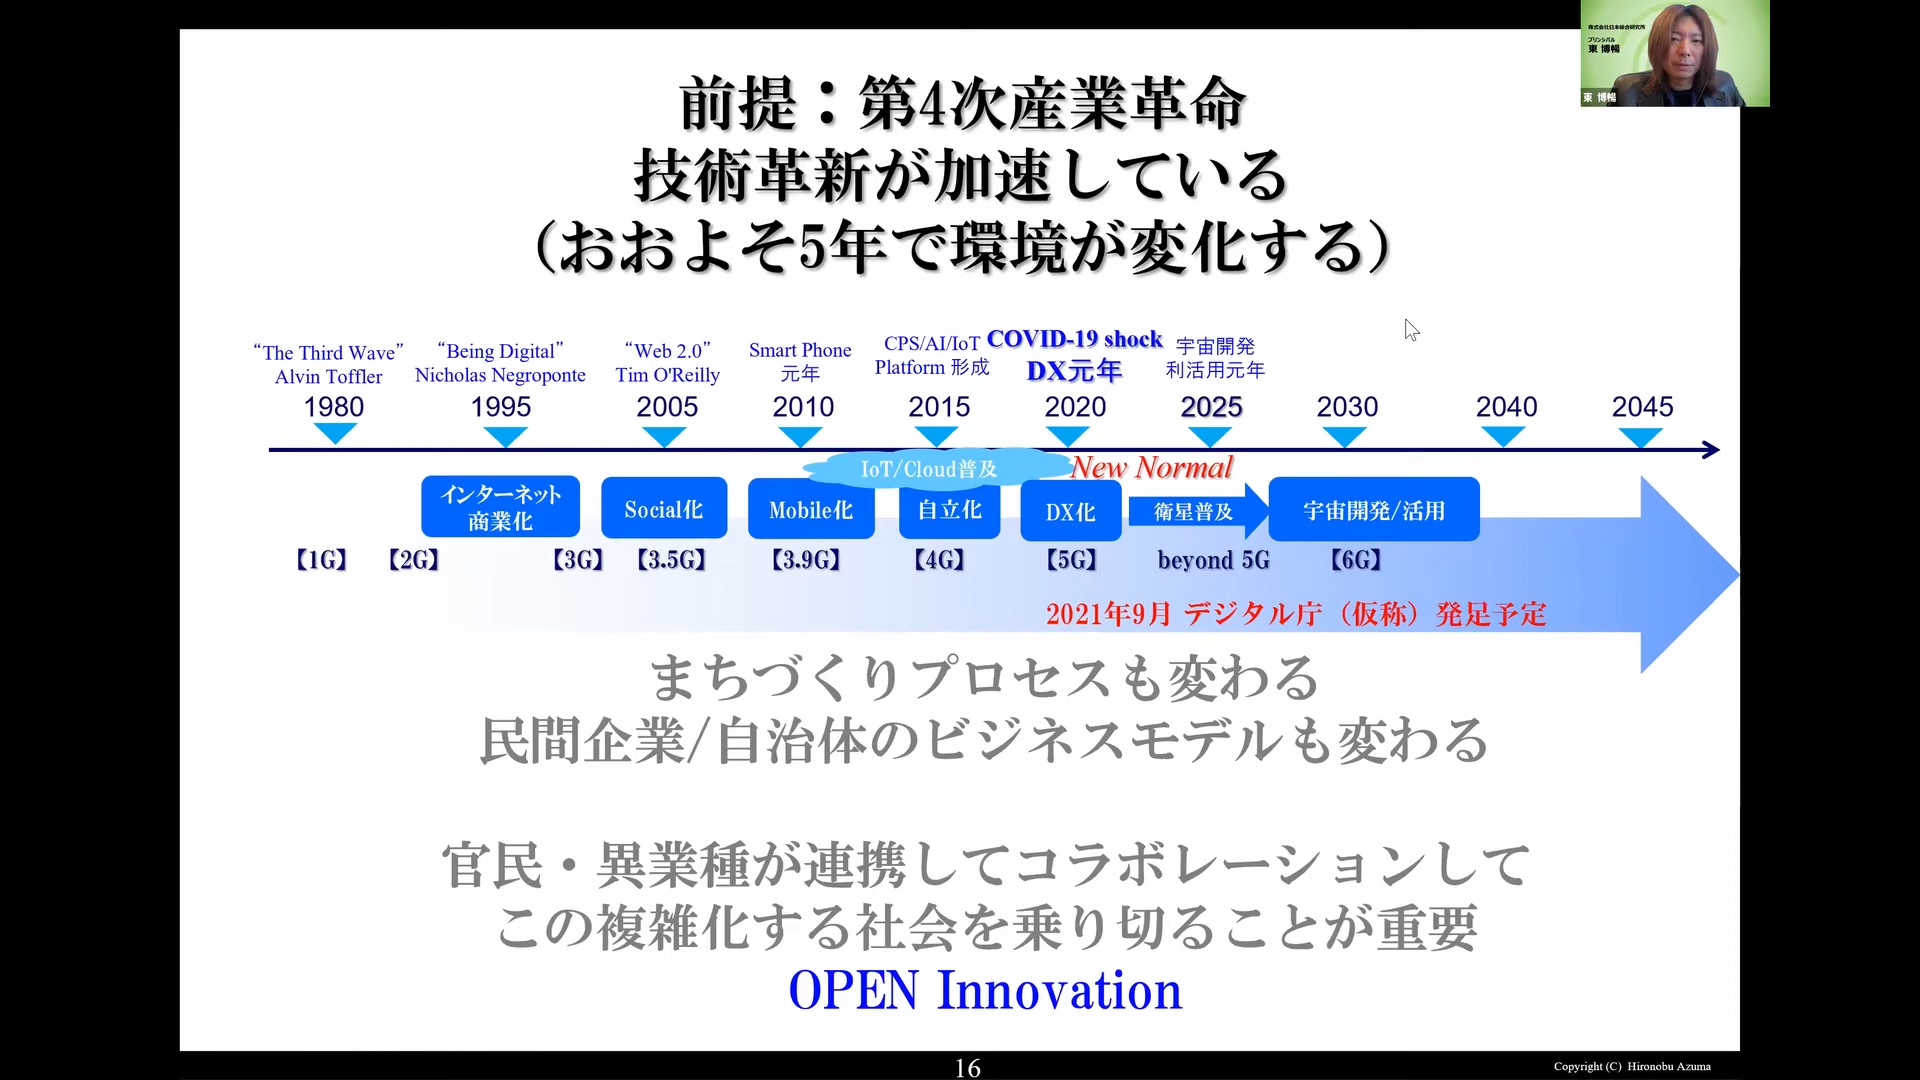 株式会社日本総合研究所
プリンシパル
東 博暢
東 博暢
前提：第4次産業革命
技術革新が加速している
（おおよそ5年で環境が変化する）
“The Third Wave”
Alvin Toffler
“Being Digital”
Nicholas Negroponte
“Web 2.0”
Tim O'Reilly
Smart Phone
元年
CPS/AI/IoT
Platform 形成
COVID-19 shock
DX元年
宇宙開発
利活用元年
1980 1995 2005 2010 2015 2020 2025 2030 2040 2045
IoT/Cloud普及
New Normal
インターネット
商業化
Social化
Mobile化
自立化
DX化
衛星普及
宇宙開発/活用
【1G】 【2G】 【3G】 【3.5G】 【3.9G】 【4G】 【5G】 beyond 5G 【6G】
2021年9月 デジタル庁（仮称）発足予定
まちづくりプロセスも変わる
民間企業/自治体のビジネスモデルも変わる
官民・異業種が連携してコラボレーションして
この複雑化する社会を乗り切ることが重要
OPEN Innovation
16
Copyright (C) Hironobu Azuma